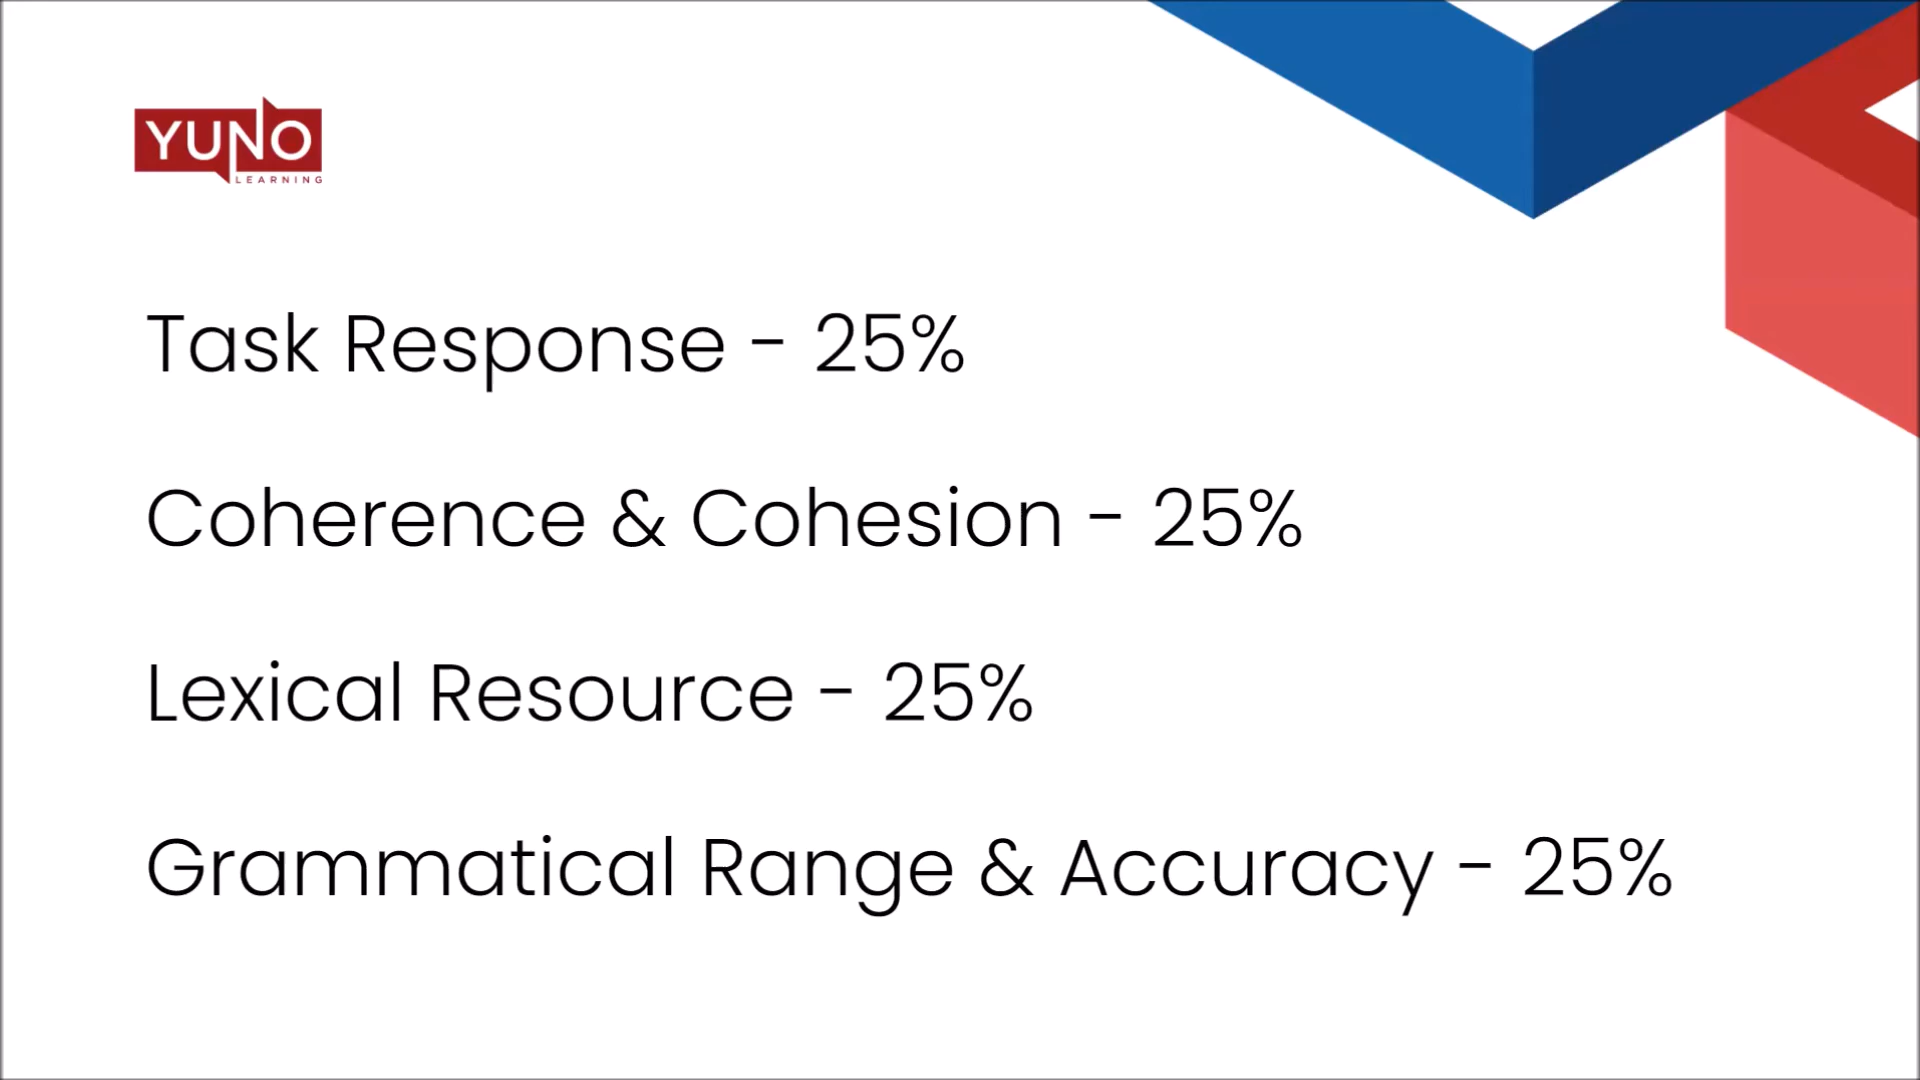 YUNO
LEARNING
Task Response - 25%
Coherence & Cohesion - 25%
Lexical Resource - 25%
Grammatical Range & Accuracy - 25%